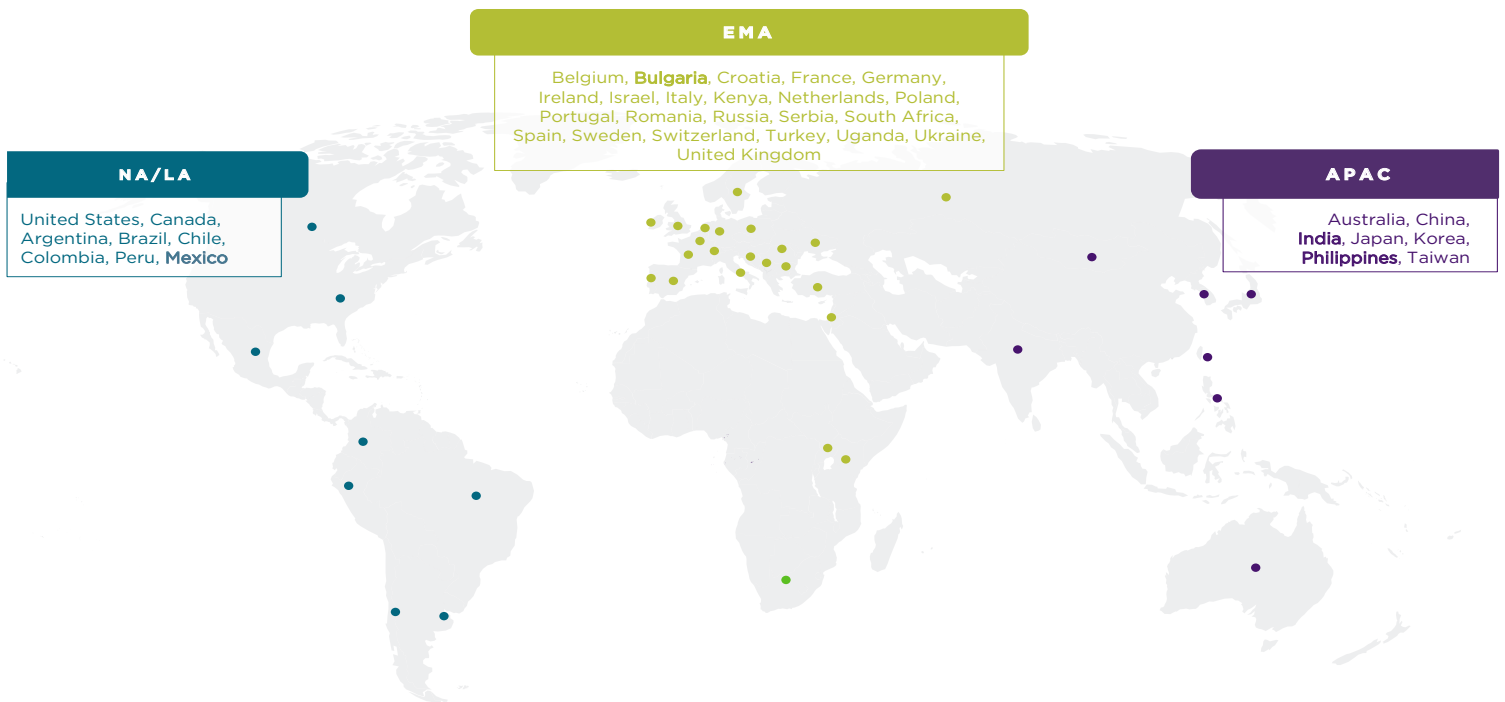 EMA
Belgium, Bulgaria, Croatia, France, Germany,
Ireland, Israel, Italy, Kenya, Netherlands, Poland,
Portugal, Romania, Russia, Serbia, South Africa,
Spain, Sweden, Switzerland, Turkey, Uganda, Ukraine,
United Kingdom
NA/LA
United States, Canada,
Argentina, Brazil, Chile,
Colombia, Peru, Mexico
APAC
Australia, China,
India, Japan, Korea,
Philippines, Taiwan